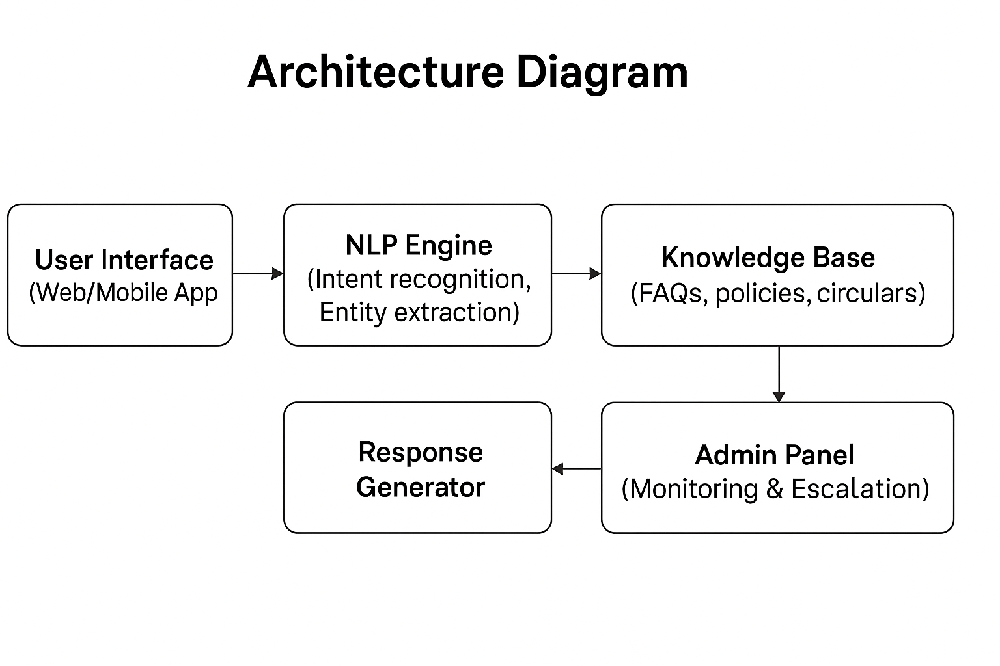 Architecture Diagram
User Interface
(Web/Mobile App
NLP Engine
(Intent recognition,
Entity extraction)
Knowledge Base
(FAQs, policies, circulars)
Response
Generator
Admin Panel
(Monitoring & Escalation)